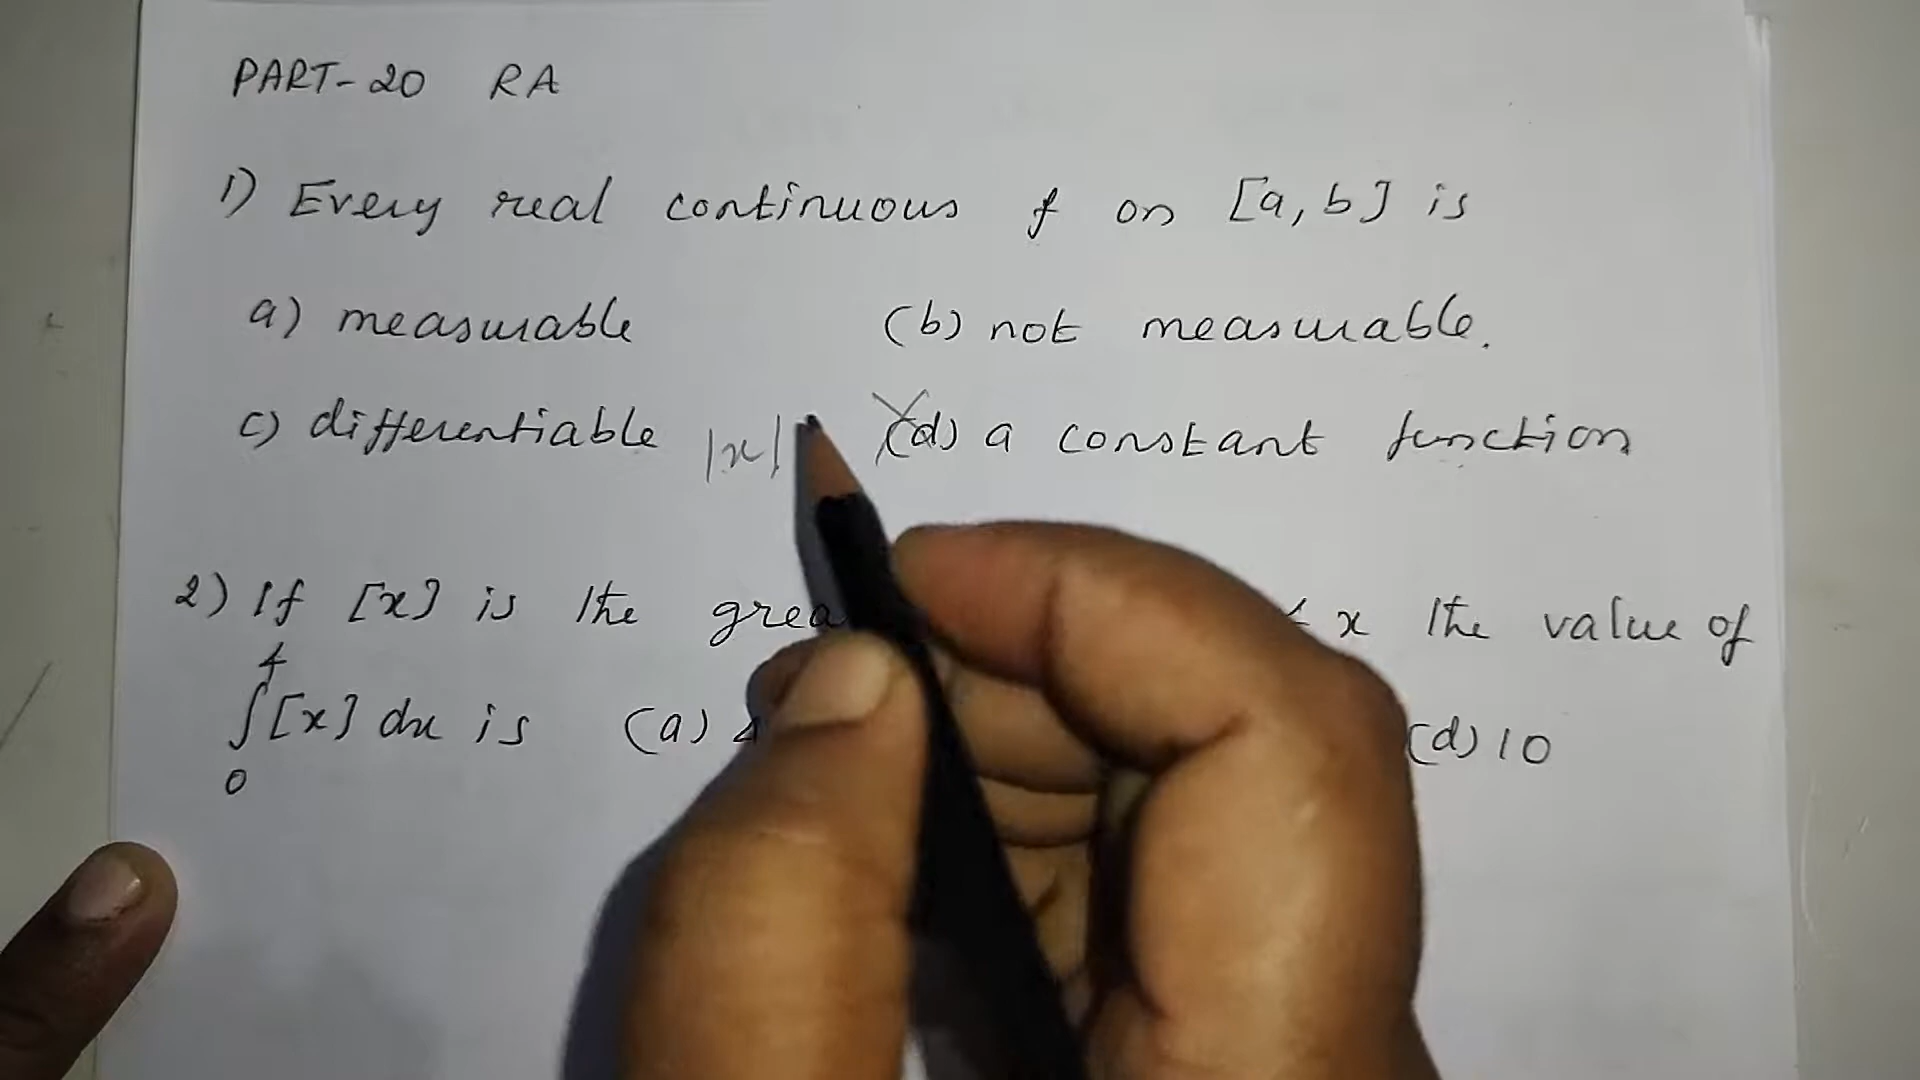 PART-20 RA
1) Every real continuous f on [a, b] is
a) measurable (b) not measurable.
c) differentiable |x| (d) a constant function
2) If [x] is the x the value of
4
∫[x] dx is (a) (d) 10
0